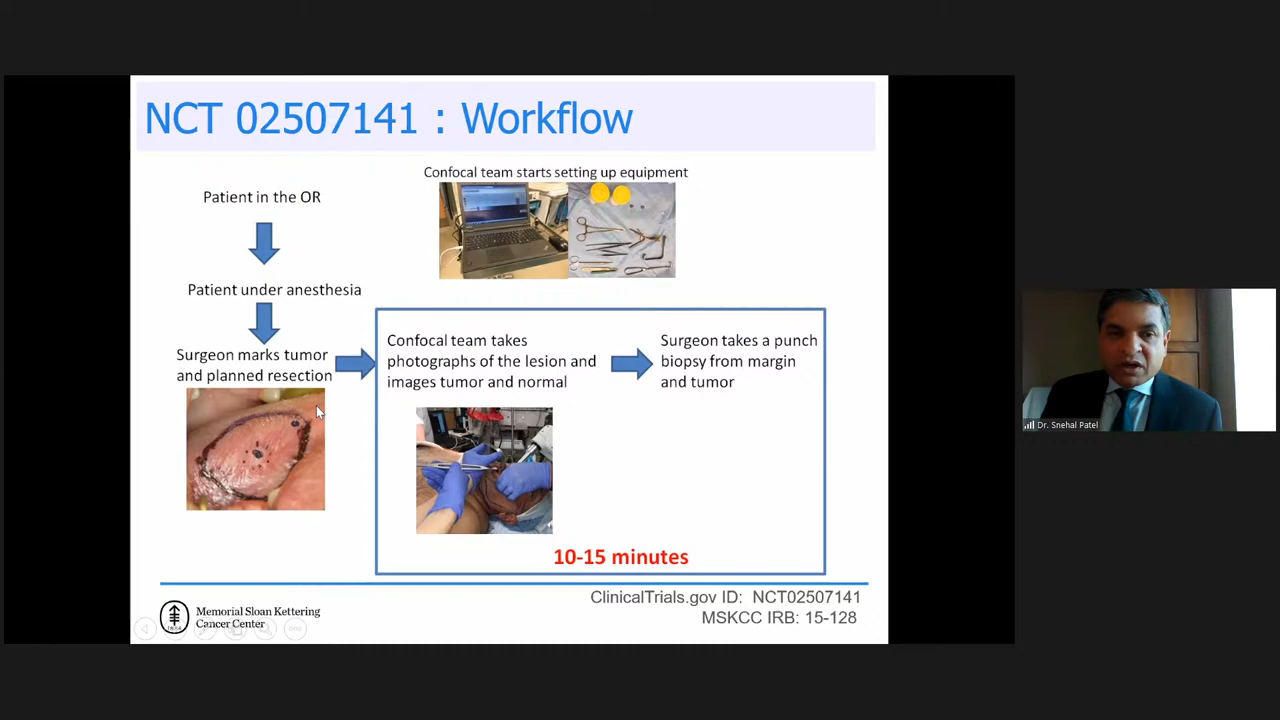 NCT 02507141 : Workflow
Confocal team starts setting up equipment
Patient in the OR
Patient under anesthesia
Surgeon marks tumor
and planned resection
Confocal team takes
photographs of the lesion and
images tumor and normal
Surgeon takes a punch
biopsy from margin
and tumor
10-15 minutes
Memorial Sloan Kettering
Cancer Center
ClinicalTrials.gov ID: NCT02507141
MSKCC IRB: 15-128
Dr. Snehal Patel